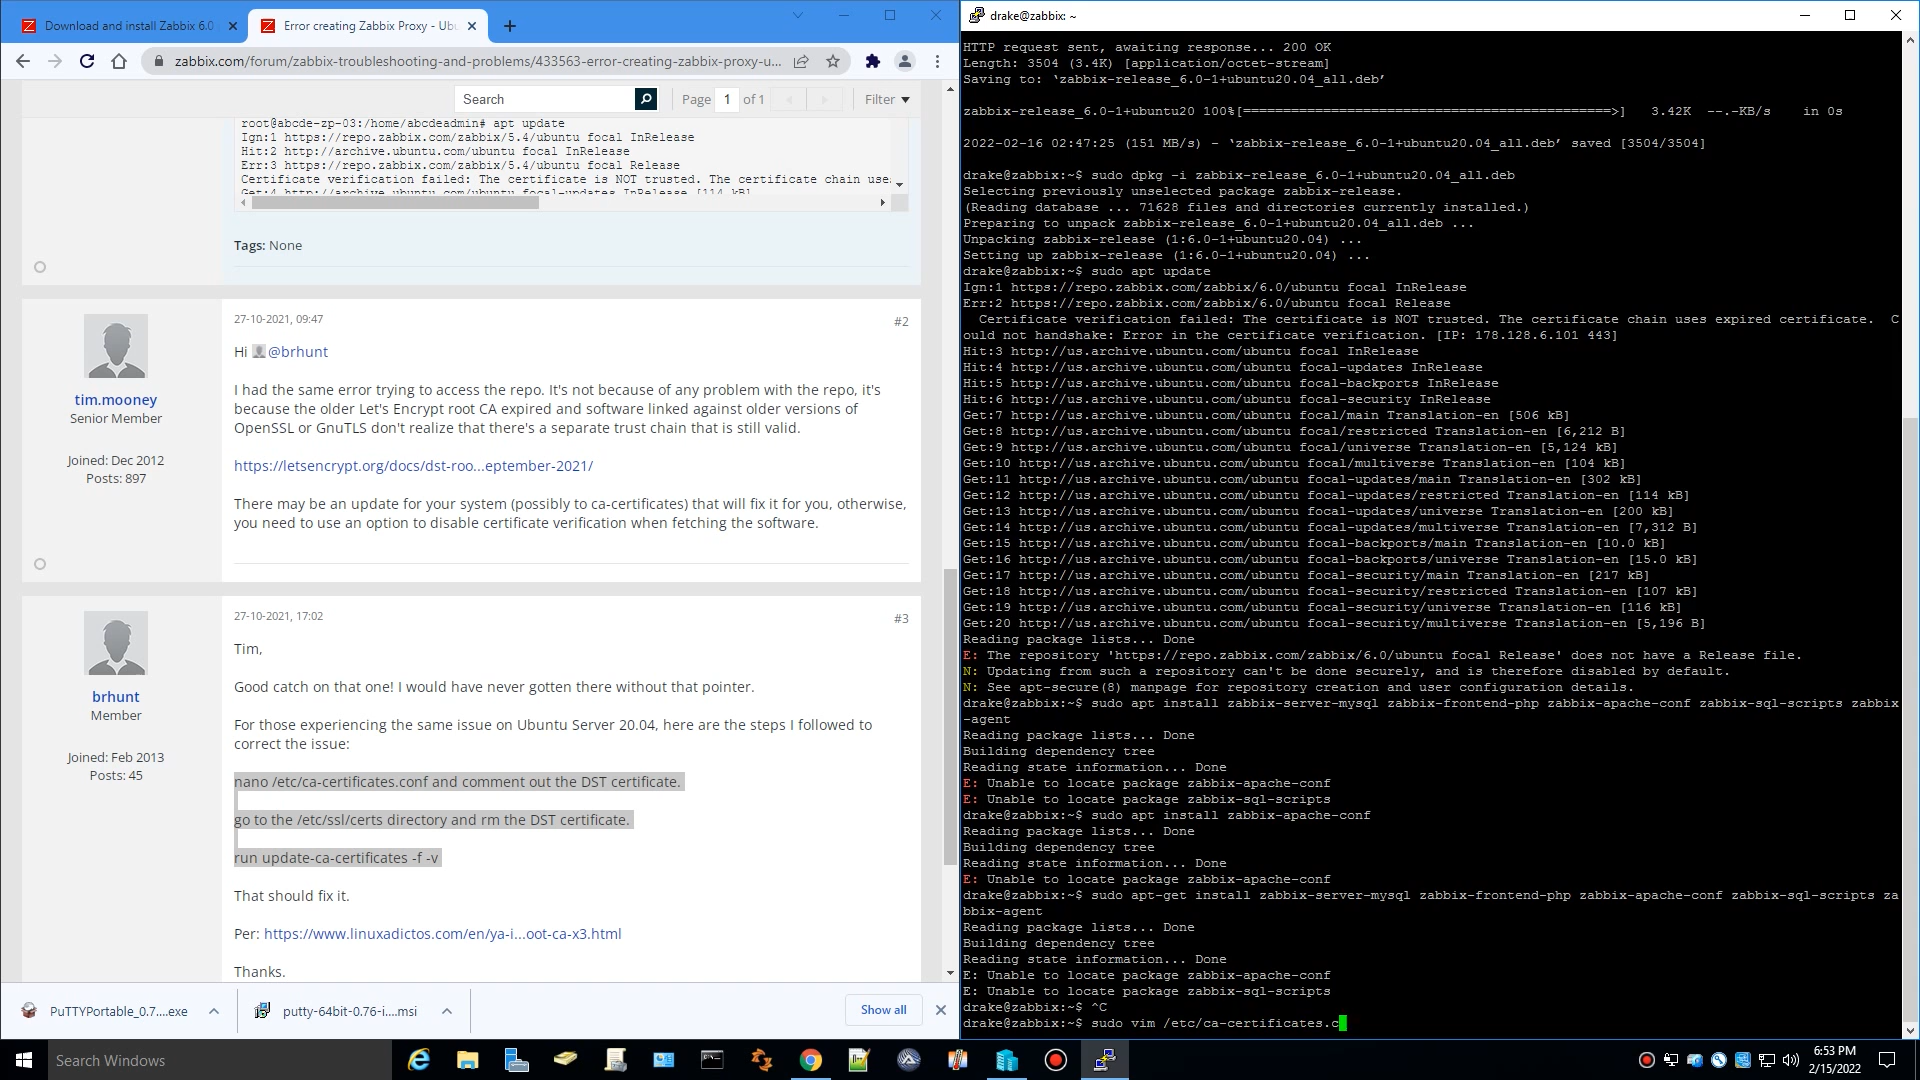 Download and install Zabbix 6.0
Error creating Zabbix Proxy - Ubu
zabbix.com/forum/zabbix-troubleshooting-and-problems/433563-error-creating-zabbix-proxy-u...
Search
Page 1 of 1
Filter
root@abcde-zp-03:/home/abcdeadmin# apt update
Ign:1 https://repo.zabbix.com/zabbix/5.4/ubuntu focal InRelease
Hit:2 http://archive.ubuntu.com/ubuntu focal InRelease
Err:3 https://repo.zabbix.com/zabbix/5.4/ubuntu focal Release
Certificate verification failed: The certificate is NOT trusted. The certificate chain use
Get:4 http://archive.ubuntu.com/ubuntu focal-updates InRelease [114 kB]
Tags: None
27-10-2021, 09:47
#2
tim.mooney
Senior Member
Joined: Dec 2012
Posts: 897
Hi @brhunt
I had the same error trying to access the repo. It's not because of any problem with the repo, it's
because the older Let's Encrypt root CA expired and software linked against older versions of
OpenSSL or GnuTLS don't realize that there's a separate trust chain that is still valid.
https://letsencrypt.org/docs/dst-roo...eptember-2021/
There may be an update for your system (possibly to ca-certificates) that will fix it for you, otherwise,
you need to use an option to disable certificate verification when fetching the software.
27-10-2021, 17:02
#3
brhunt
Member
Joined: Feb 2013
Posts: 45
Tim,
Good catch on that one! I would have never gotten there without that pointer.
For those experiencing the same issue on Ubuntu Server 20.04, here are the steps I followed to
correct the issue:
nano /etc/ca-certificates.conf and comment out the DST certificate.
go to the /etc/ssl/certs directory and rm the DST certificate.
run update-ca-certificates -f -v
That should fix it.
Per: https://www.linuxadictos.com/en/ya-i...oot-ca-x3.html
Thanks.
PuTTYPortable_0.7....exe
putty-64bit-0.76-i....msi
Show all
drake@zabbix: ~
HTTP request sent, awaiting response... 200 OK
Length: 3504 (3.4K) [application/octet-stream]
Saving to: ‘zabbix-release_6.0-1+ubuntu20.04_all.deb’
zabbix-release_6.0-1+ubuntu20 100%[==============================================>] 3.42K --.-KB/s in 0s
2022-02-16 02:47:25 (151 MB/s) - ‘zabbix-release_6.0-1+ubuntu20.04_all.deb’ saved [3504/3504]
drake@zabbix:~$ sudo dpkg -i zabbix-release_6.0-1+ubuntu20.04_all.deb
Selecting previously unselected package zabbix-release.
(Reading database ... 71628 files and directories currently installed.)
Preparing to unpack zabbix-release_6.0-1+ubuntu20.04_all.deb ...
Unpacking zabbix-release (1:6.0-1+ubuntu20.04) ...
Setting up zabbix-release (1:6.0-1+ubuntu20.04) ...
drake@zabbix:~$ sudo apt update
Ign:1 https://repo.zabbix.com/zabbix/6.0/ubuntu focal InRelease
Err:2 https://repo.zabbix.com/zabbix/6.0/ubuntu focal Release
Certificate verification failed: The certificate is NOT trusted. The certificate chain uses expired certificate. C
ould not handshake: Error in the certificate verification. [IP: 178.128.6.101 443]
Hit:3 http://us.archive.ubuntu.com/ubuntu focal InRelease
Hit:4 http://us.archive.ubuntu.com/ubuntu focal-updates InRelease
Hit:5 http://us.archive.ubuntu.com/ubuntu focal-backports InRelease
Hit:6 http://us.archive.ubuntu.com/ubuntu focal-security InRelease
Get:7 http://us.archive.ubuntu.com/ubuntu focal/main Translation-en [506 kB]
Get:8 http://us.archive.ubuntu.com/ubuntu focal/restricted Translation-en [6,212 B]
Get:9 http://us.archive.ubuntu.com/ubuntu focal/universe Translation-en [5,124 kB]
Get:10 http://us.archive.ubuntu.com/ubuntu focal/multiverse Translation-en [104 kB]
Get:11 http://us.archive.ubuntu.com/ubuntu focal-updates/main Translation-en [302 kB]
Get:12 http://us.archive.ubuntu.com/ubuntu focal-updates/restricted Translation-en [114 kB]
Get:13 http://us.archive.ubuntu.com/ubuntu focal-updates/universe Translation-en [200 kB]
Get:14 http://us.archive.ubuntu.com/ubuntu focal-updates/multiverse Translation-en [7,312 B]
Get:15 http://us.archive.ubuntu.com/ubuntu focal-backports/main Translation-en [10.0 kB]
Get:16 http://us.archive.ubuntu.com/ubuntu focal-backports/universe Translation-en [15.0 kB]
Get:17 http://us.archive.ubuntu.com/ubuntu focal-security/main Translation-en [217 kB]
Get:18 http://us.archive.ubuntu.com/ubuntu focal-security/restricted Translation-en [107 kB]
Get:19 http://us.archive.ubuntu.com/ubuntu focal-security/universe Translation-en [116 kB]
Get:20 http://us.archive.ubuntu.com/ubuntu focal-security/multiverse Translation-en [5,196 B]
Reading package lists... Done
E: The repository 'https://repo.zabbix.com/zabbix/6.0/ubuntu focal Release' does not have a Release file.
N: Updating from such a repository can't be done securely, and is therefore disabled by default.
N: See apt-secure(8) manpage for repository creation and user configuration details.
drake@zabbix:~$ sudo apt install zabbix-server-mysql zabbix-frontend-php zabbix-apache-conf zabbix-sql-scripts zabbix
-agent
Reading package lists... Done
Building dependency tree
Reading state information... Done
E: Unable to locate package zabbix-apache-conf
E: Unable to locate package zabbix-sql-scripts
drake@zabbix:~$ sudo apt install zabbix-apache-conf
Reading package lists... Done
Building dependency tree
Reading state information... Done
E: Unable to locate package zabbix-apache-conf
drake@zabbix:~$ sudo apt-get install zabbix-server-mysql zabbix-frontend-php zabbix-apache-conf zabbix-sql-scripts za
bbix-agent
Reading package lists... Done
Building dependency tree
Reading state information... Done
E: Unable to locate package zabbix-apache-conf
E: Unable to locate package zabbix-sql-scripts
drake@zabbix:~$ ^C
drake@zabbix:~$ sudo vim /etc/ca-certificates.c
Search Windows
6:53 PM
2/15/2022